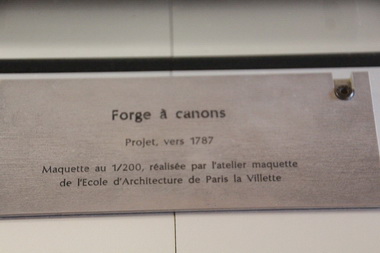 Forge à canons
Projet, vers 1787
Maquette au 1/200, réalisée par l'atelier maquette
de l'Ecole d'Architecture de Paris la Villette